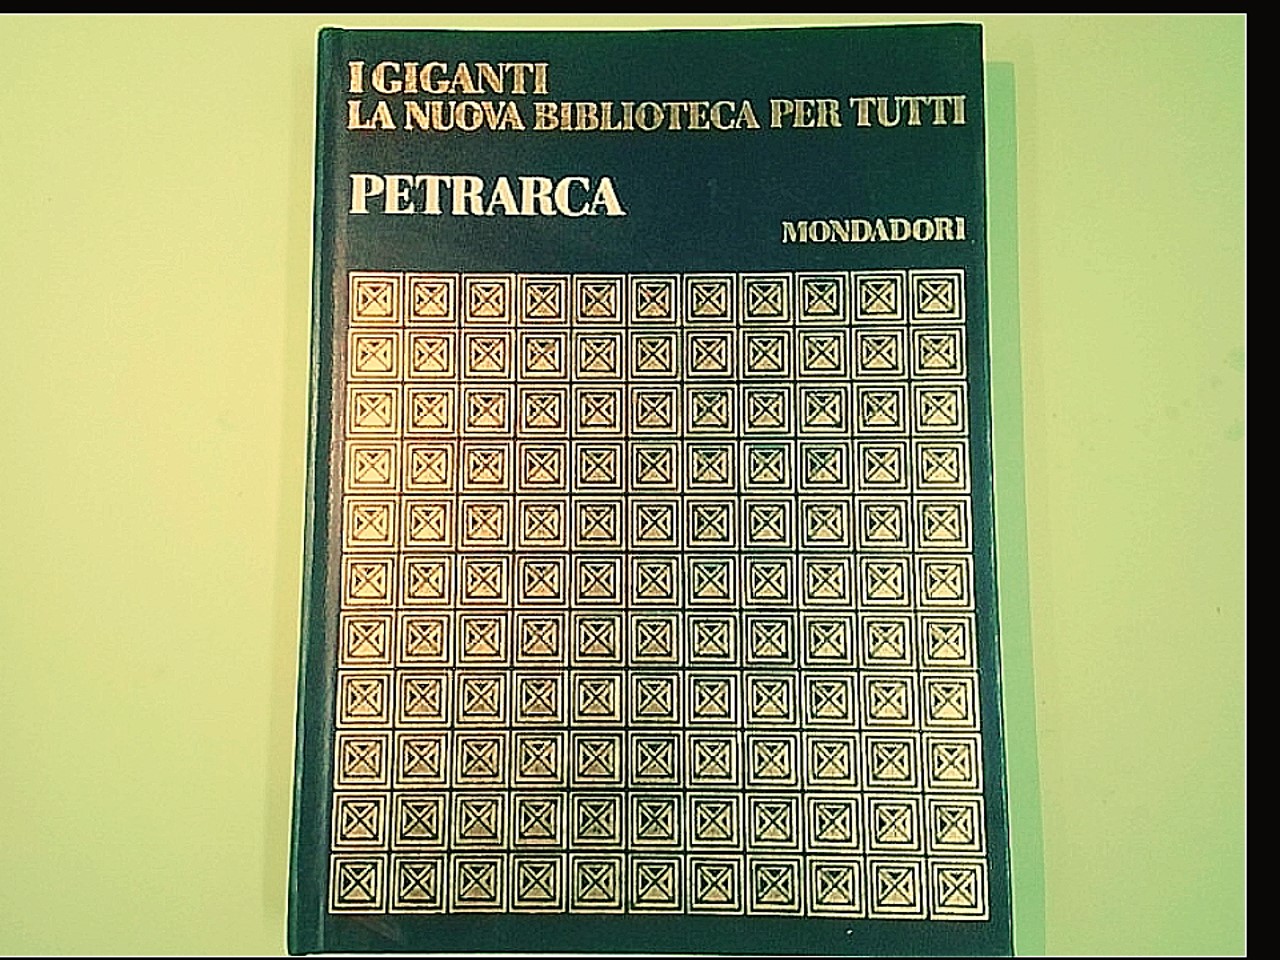 I GIGANTI
LA NUOVA BIBLIOTECA PER TUTTI
PETRARCA
MONDADORI